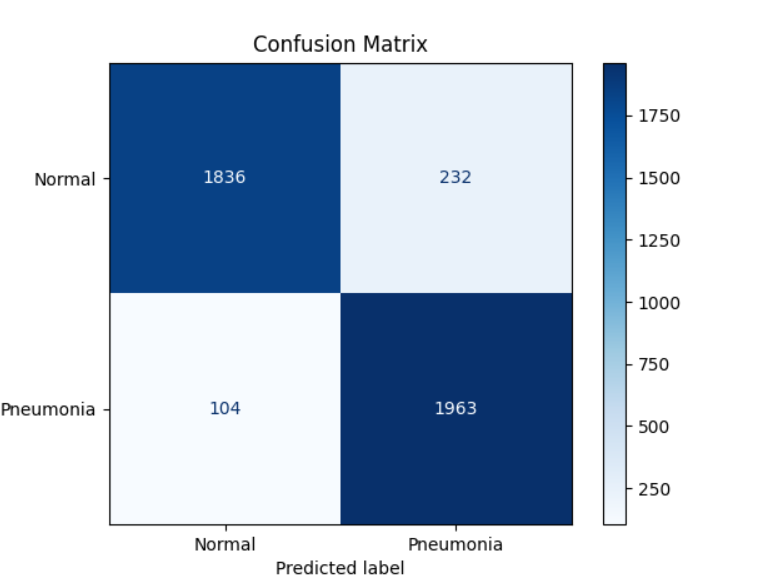 Confusion Matrix
Normal
1836
232
Pneumonia
104
1963
Normal
Pneumonia
Predicted label
1750
1500
1250
1000
750
500
250